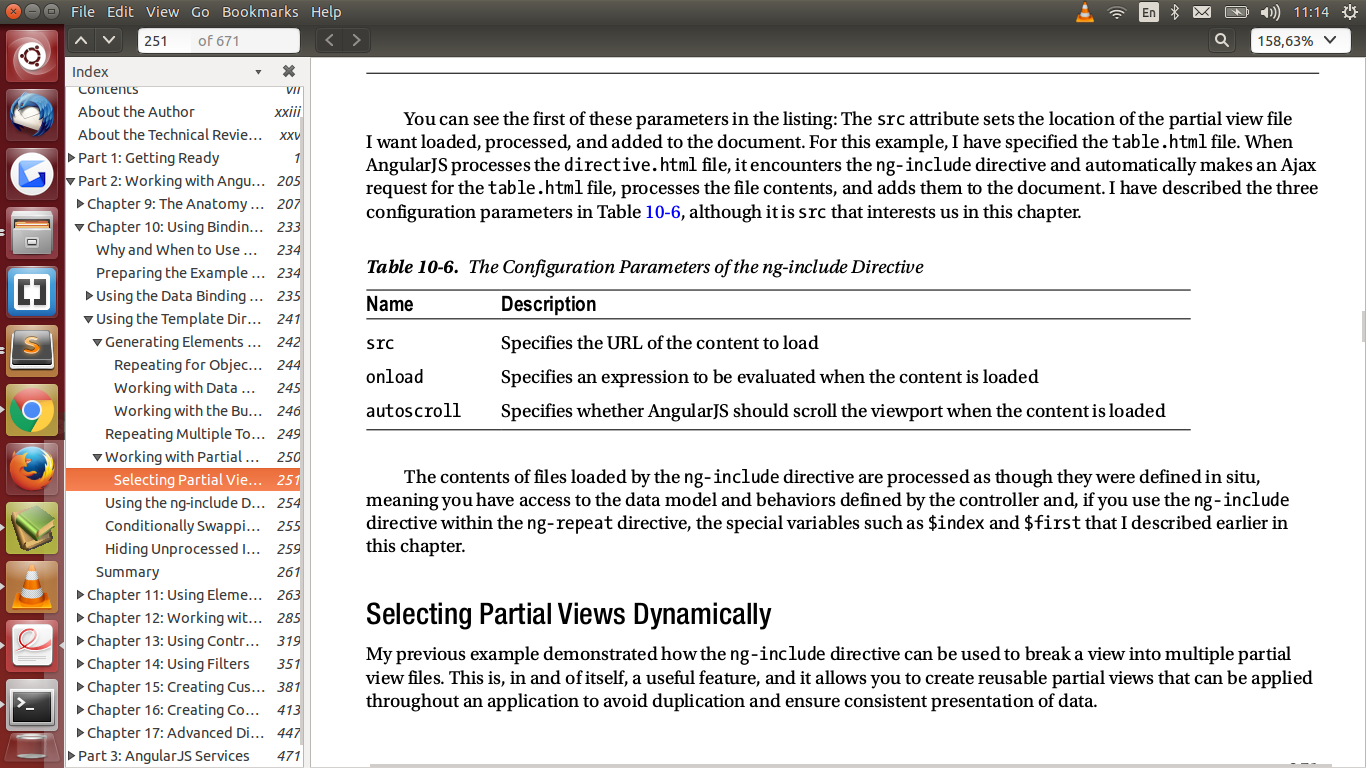 File Edit View Go Bookmarks Help
En 11:14
251 of 671
158,63%
Index
Contents vii
About the Author xxiii
About the Technical Revie... xxv
Part 1: Getting Ready 1
Part 2: Working with Angu... 205
Chapter 9: The Anatomy ... 207
Chapter 10: Using Bindin... 233
Why and When to Use ... 234
Preparing the Example ... 234
Using the Data Binding ... 235
Using the Template Dir... 241
Generating Elements ... 242
Repeating for Objec... 244
Working with Data ... 245
Working with the Bu... 246
Repeating Multiple To... 249
Working with Partial ... 250
Selecting Partial Vie... 251
Using the ng-include D... 254
Conditionally Swappi... 255
Hiding Unprocessed I... 259
Summary 261
Chapter 11: Using Eleme... 263
Chapter 12: Working wit... 285
Chapter 13: Using Contr... 319
Chapter 14: Using Filters 351
Chapter 15: Creating Cus... 381
Chapter 16: Creating Co... 413
Chapter 17: Advanced Di... 447
Part 3: AngularJS Services 471
You can see the first of these parameters in the listing: The src attribute sets the location of the partial view file
I want loaded, processed, and added to the document. For this example, I have specified the table.html file. When
AngularJS processes the directive.html file, it encounters the ng-include directive and automatically makes an Ajax
request for the table.html file, processes the file contents, and adds them to the document. I have described the three
configuration parameters in Table 10-6, although it is src that interests us in this chapter.
Table 10-6. The Configuration Parameters of the ng-include Directive
Name Description
src Specifies the URL of the content to load
onload Specifies an expression to be evaluated when the content is loaded
autoscroll Specifies whether AngularJS should scroll the viewport when the content is loaded
The contents of files loaded by the ng-include directive are processed as though they were defined in situ,
meaning you have access to the data model and behaviors defined by the controller and, if you use the ng-include
directive within the ng-repeat directive, the special variables such as $index and $first that I described earlier in
this chapter.
Selecting Partial Views Dynamically
My previous example demonstrated how the ng-include directive can be used to break a view into multiple partial
view files. This is, in and of itself, a useful feature, and it allows you to create reusable partial views that can be applied
throughout an application to avoid duplication and ensure consistent presentation of data.